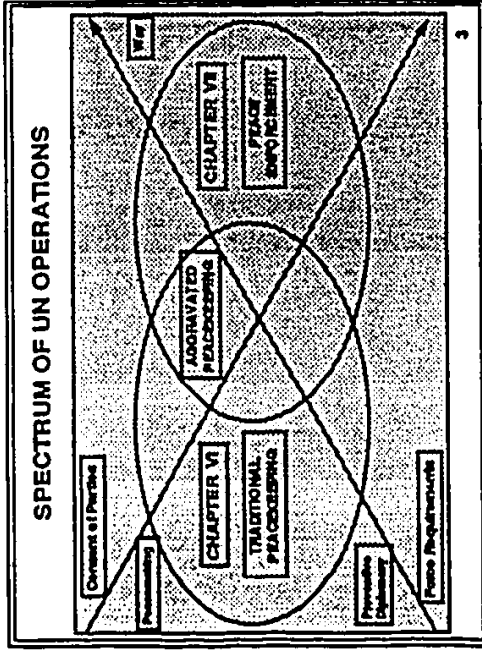 SPECTRUM OF UN OPERATIONS
Consent of Parties
War
Peacemaking
AGGRAVATED
PEACEKEEPING
CHAPTER VI
CHAPTER VII
TRADITIONAL
PEACEKEEPING
PEACE
ENFORCEMENT
Preventive
Diplomacy
Force Requirements
3